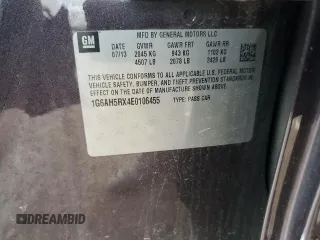 GM
MFG BY GENERAL MOTORS LLC
DATE GVWR GAWR FRT GAWR RR
07/13 2045 KG 943 KG 1102 KG
4507 LB 2078 LB 2429 LB
THIS VEHICLE CONFORMS TO ALL APPLICABLE U.S. FEDERAL MOTOR
VEHICLE SAFETY, BUMPER, AND THEFT PREVENTION STANDARDS IN
EFFECT ON THE DATE OF MANUFACTURE SHOWN ABOVE.
1G6AH5RX4E0106455 TYPE: PASS CAR
DREAMBID